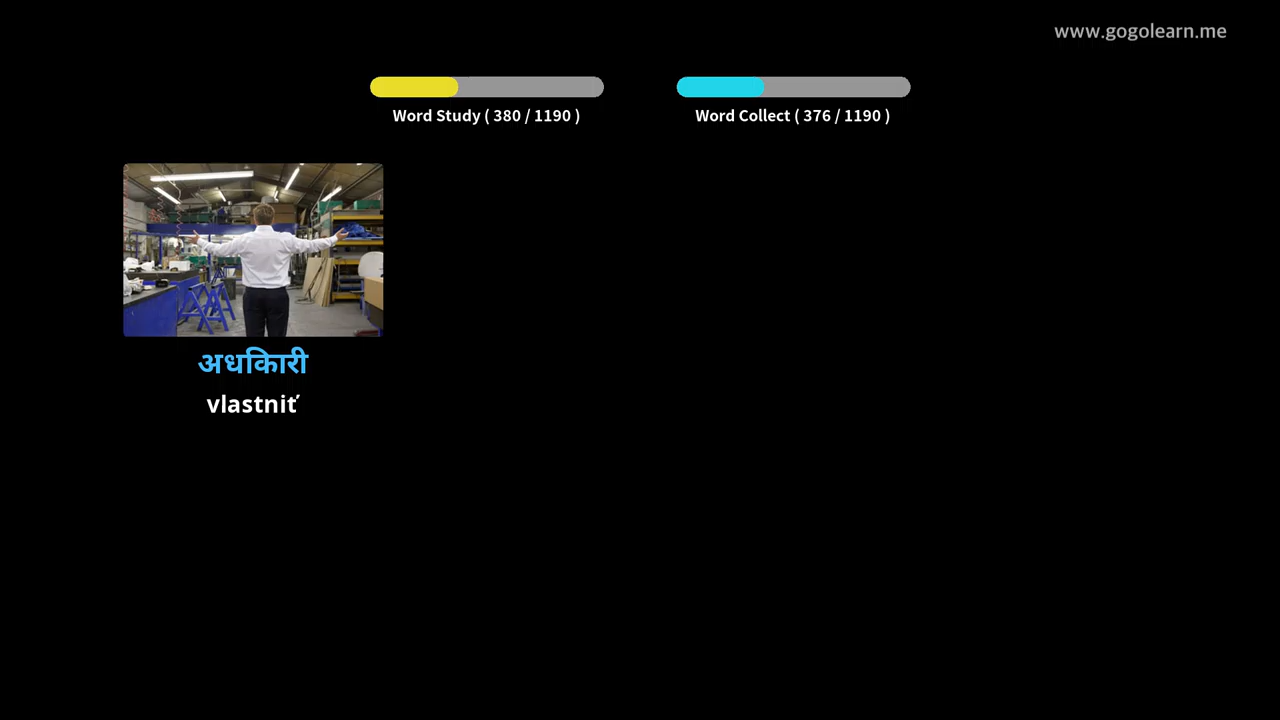 www.gogolearn.me
Word Study ( 380 / 1190 )
Word Collect ( 376 / 1190 )
अधिकारी
vlastniť